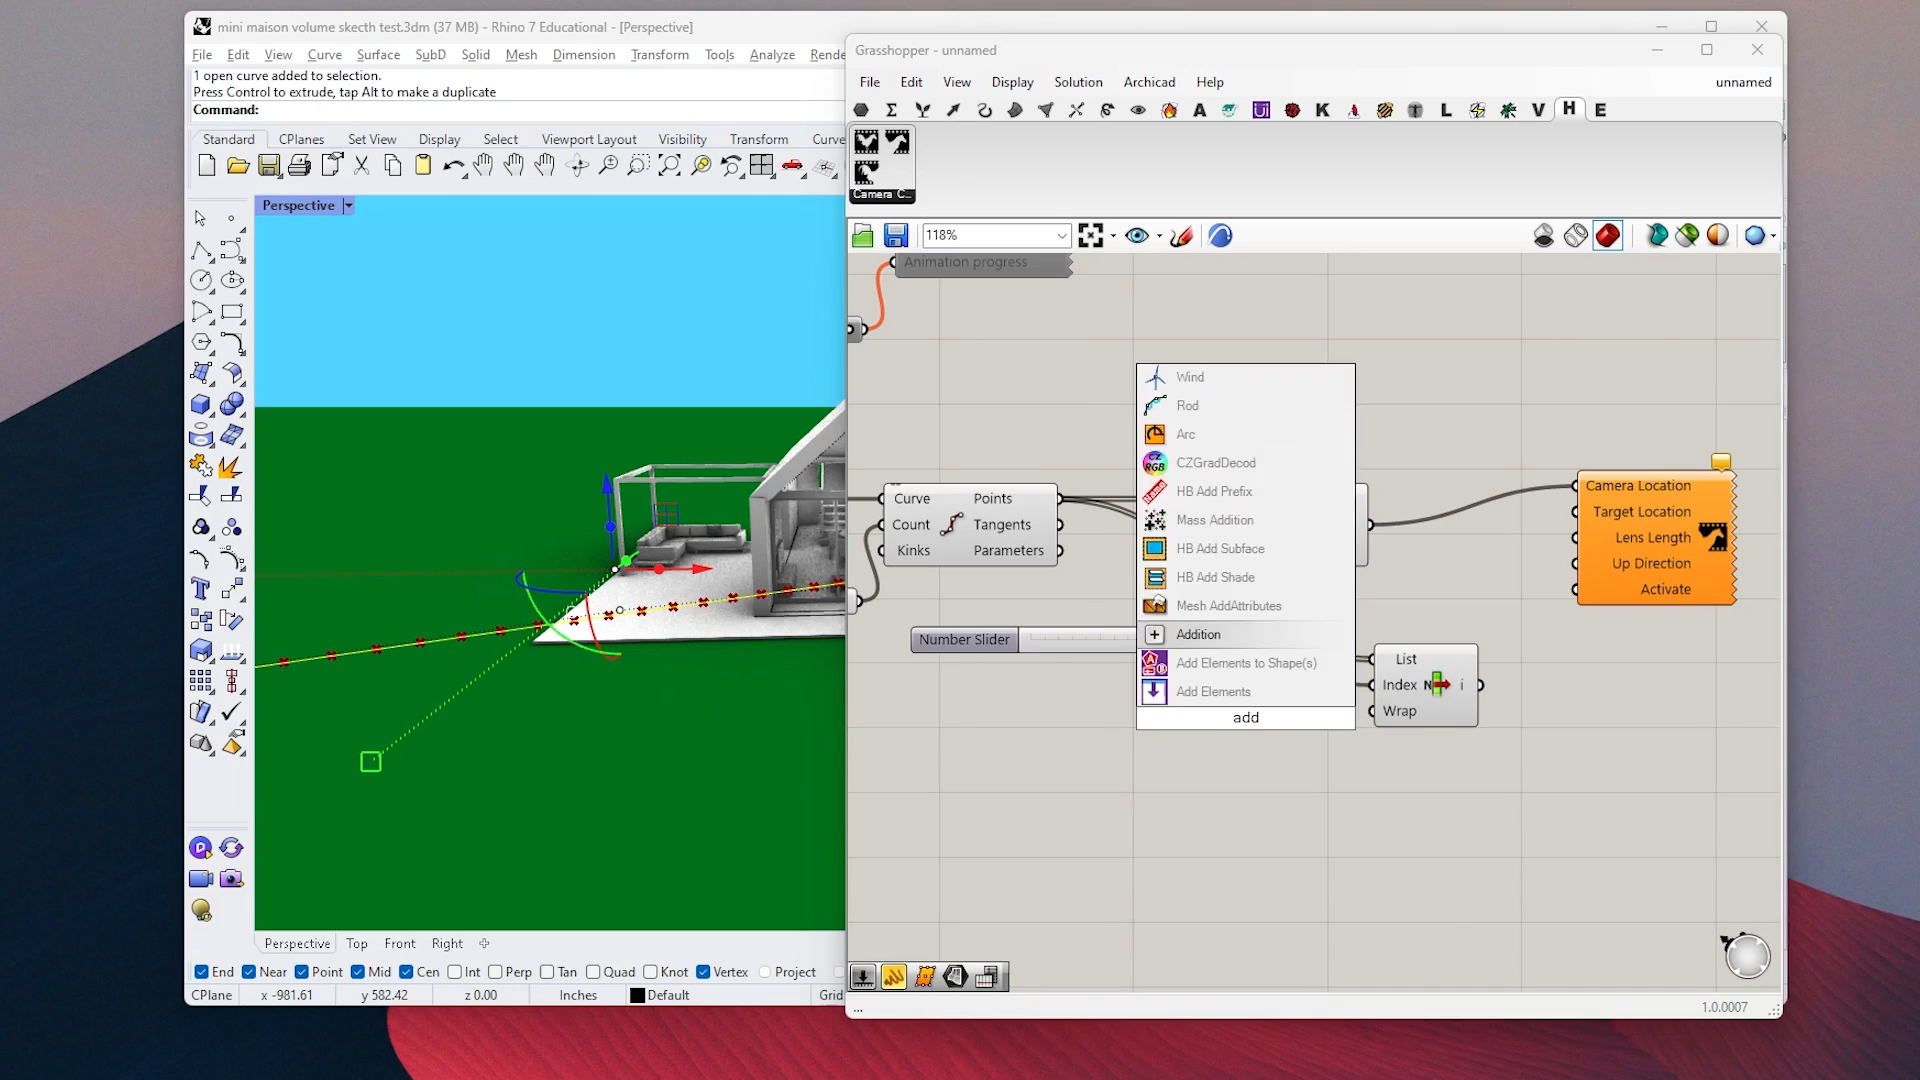 mini maison volume skecth test.3dm (37 MB) - Rhino 7 Educational - [Perspective]
File Edit View Curve Surface SubD Solid Mesh Dimension Transform Tools Analyze Rende
1 open curve added to selection.
Press Control to extrude, tap Alt to make a duplicate
Command:
Standard CPlanes Set View Display Select Viewport Layout Visibility Transform Curve
Perspective
Perspective Top Front Right
End Near Point Mid Cen Int Perp Tan Quad Knot Vertex Project
CPlane x -981.61 y 582.42 z 0.00 Inches Default Grid
Grasshopper - unnamed
File Edit View Display Solution Archicad Help unnamed
A Ui K L V H E
Camera C...
118%
Animation progress
Curve Points
Count Tangents
Kinks Parameters
Number Slider
Wind
Rod
Arc
CZ RGB CZGradDecod
HB Add Prefix
Mass Addition
HB Add Subface
HB Add Shade
Mesh AddAttributes
Addition
Add Elements to Shape(s)
Add Elements
add
List
Index N i
Wrap
Camera Location
Target Location
Lens Length
Up Direction
Activate
...
1.0.0007